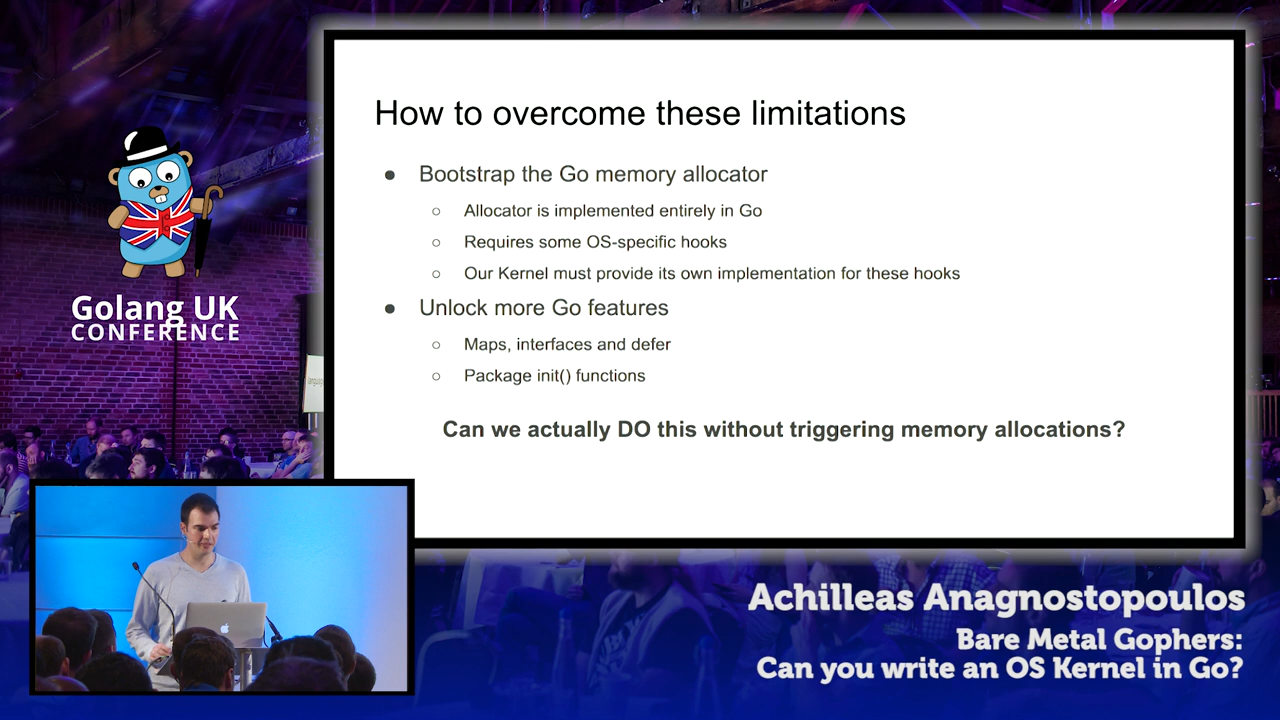 How to overcome these limitations
● Bootstrap the Go memory allocator
○ Allocator is implemented entirely in Go
○ Requires some OS-specific hooks
○ Our Kernel must provide its own implementation for these hooks
● Unlock more Go features
○ Maps, interfaces and defer
○ Package init() functions
Can we actually DO this without triggering memory allocations?
Golang UK
CONFERENCE
Achilleas Anagnostopoulos
Bare Metal Gophers:
Can you write an OS Kernel in Go?